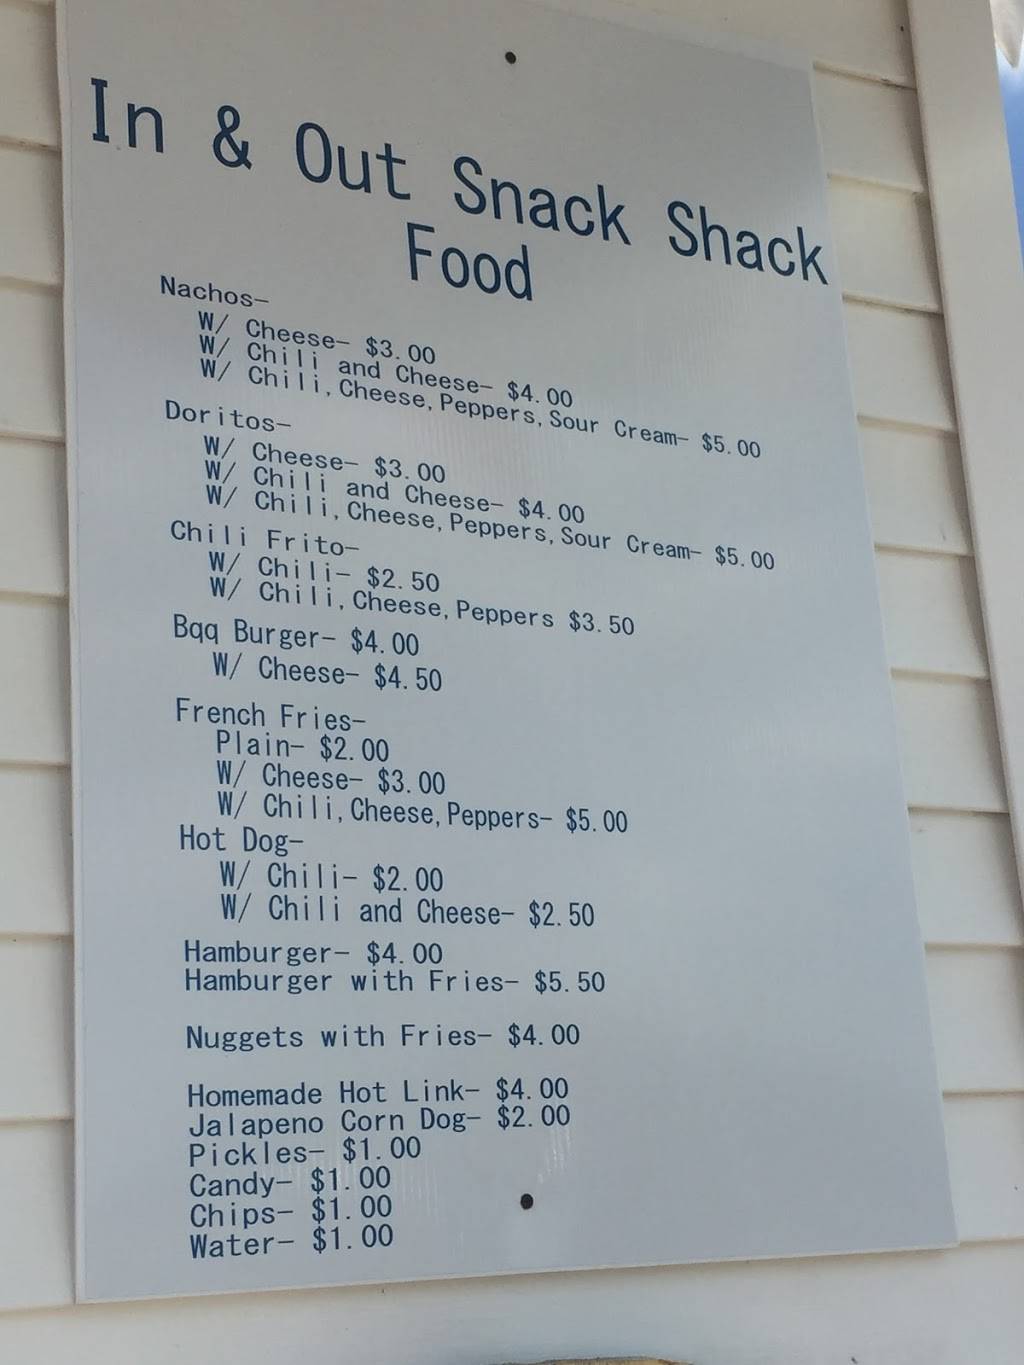 In & Out Snack Shack
Food
Nachos-
W/ Cheese- $3.00
W/ Chili and Cheese- $4.00
W/ Chili, Cheese, Peppers, Sour Cream- $5.00
Doritos-
W/ Cheese- $3.00
W/ Chili and Cheese- $4.00
W/ Chili, Cheese, Peppers, Sour Cream- $5.00
Chili Frito-
W/ Chili- $2.50
W/ Chili, Cheese, Peppers $3.50
Bqq Burger- $4.00
W/ Cheese- $4.50
French Fries-
Plain- $2.00
W/ Cheese- $3.00
W/ Chili, Cheese, Peppers- $5.00
Hot Dog-
W/ Chili- $2.00
W/ Chili and Cheese- $2.50
Hamburger- $4.00
Hamburger with Fries- $5.50
Nuggets with Fries- $4.00
Homemade Hot Link- $4.00
Jalapeno Corn Dog- $2.00
Pickles- $1.00
Candy- $1.00
Chips- $1.00
Water- $1.00